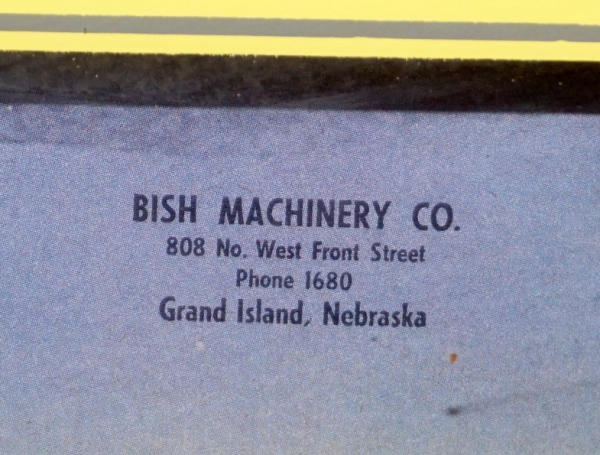 BISH MACHINERY CO.
808 No. West Front Street
Phone 1680
Grand Island, Nebraska